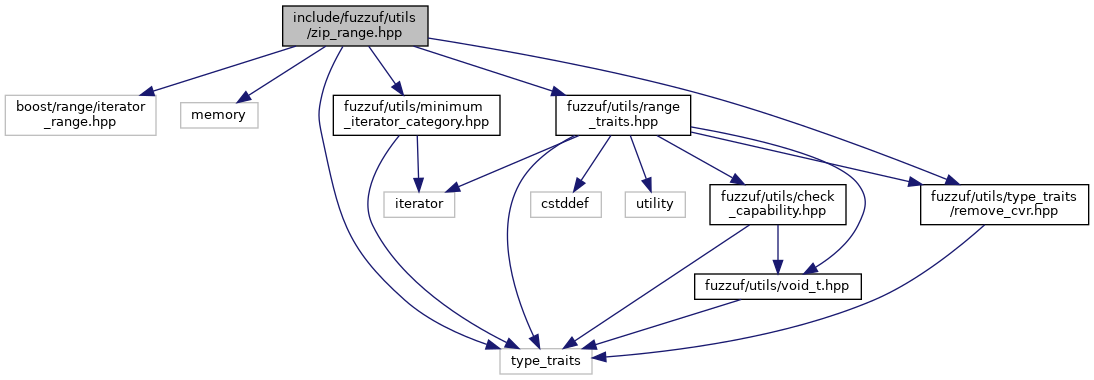 include/fuzzuf/utils
/zip_range.hpp
boost/range/iterator
_range.hpp
memory
fuzzuf/utils/minimum
_iterator_category.hpp
fuzzuf/utils/range
_traits.hpp
iterator
cstddef
utility
fuzzuf/utils/check
_capability.hpp
fuzzuf/utils/type_traits
/remove_cvr.hpp
fuzzuf/utils/void_t.hpp
type_traits